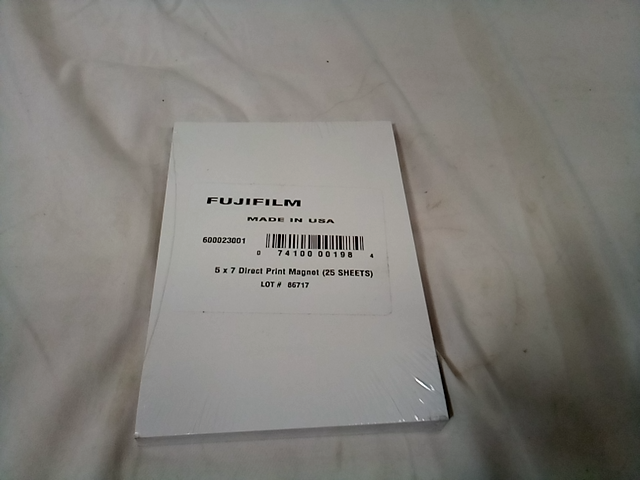 FUJIFILM
MADE IN USA
600023001
0 74100 00198 4
5 x 7 Direct Print Magnet (25 SHEETS)
LOT # 66717